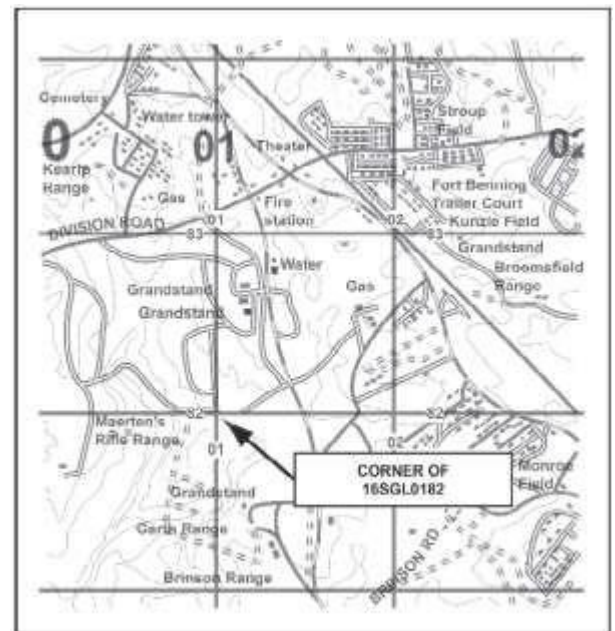 Cemetery
Water tower
Stroup
Field
0
01
Theater
02
Kearle
Range
Gas
Fire
station
Fort Benning
Trailer Court
Kunzie Field
DIVISION ROAD
01
02
83
83
Grandstand
Broomsfield
Range
Water
Grandstand
Gas
Grandstand
82
82
Maerten's
Rifle Range
01
02
CORNER OF
16SGL0182
Monroe
Field
Grandstand
Carts Range
BRINSON RD
Brinson Range